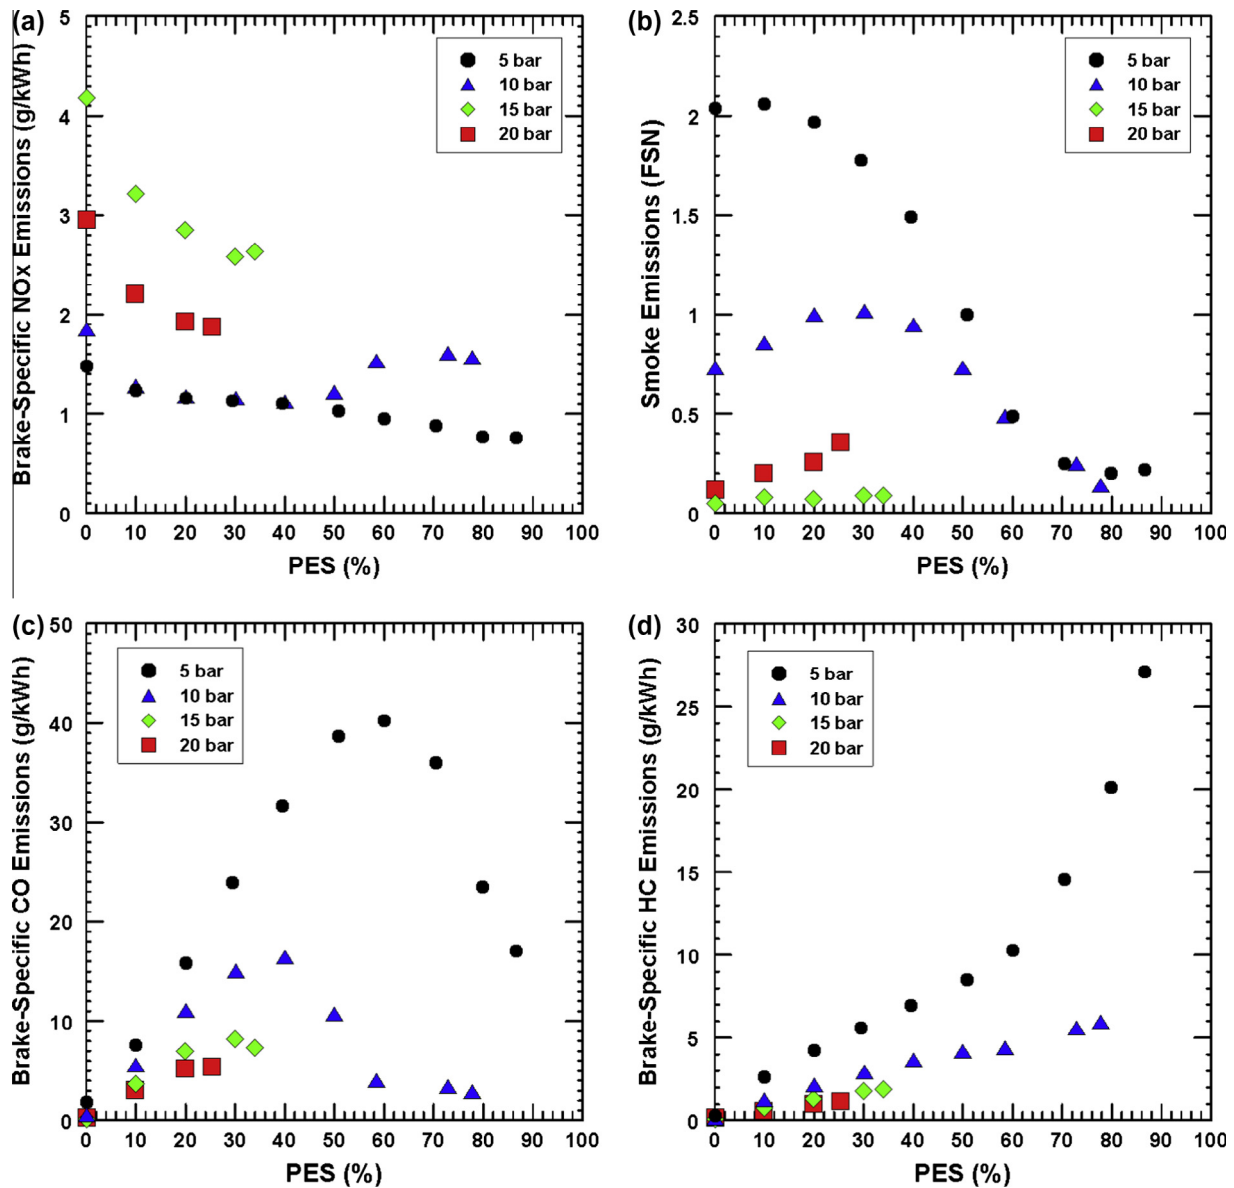 (a)
5
4
3
2
1
0
Brake-Specific NOx Emissions (g/kWh)
5 bar
10 bar
15 bar
20 bar
0 10 20 30 40 50 60 70 80 90 100
PES (%)
(b)
2.5
2
1.5
1
0.5
0
Smoke Emissions (FSN)
5 bar
10 bar
15 bar
20 bar
0 10 20 30 40 50 60 70 80 90 100
PES (%)
(c)
50
40
30
20
10
0
Brake-Specific CO Emissions (g/kWh)
5 bar
10 bar
15 bar
20 bar
0 10 20 30 40 50 60 70 80 90 100
PES (%)
(d)
30
25
20
15
10
5
0
Brake-Specific HC Emissions (g/kWh)
5 bar
10 bar
15 bar
20 bar
0 10 20 30 40 50 60 70 80 90 100
PES (%)